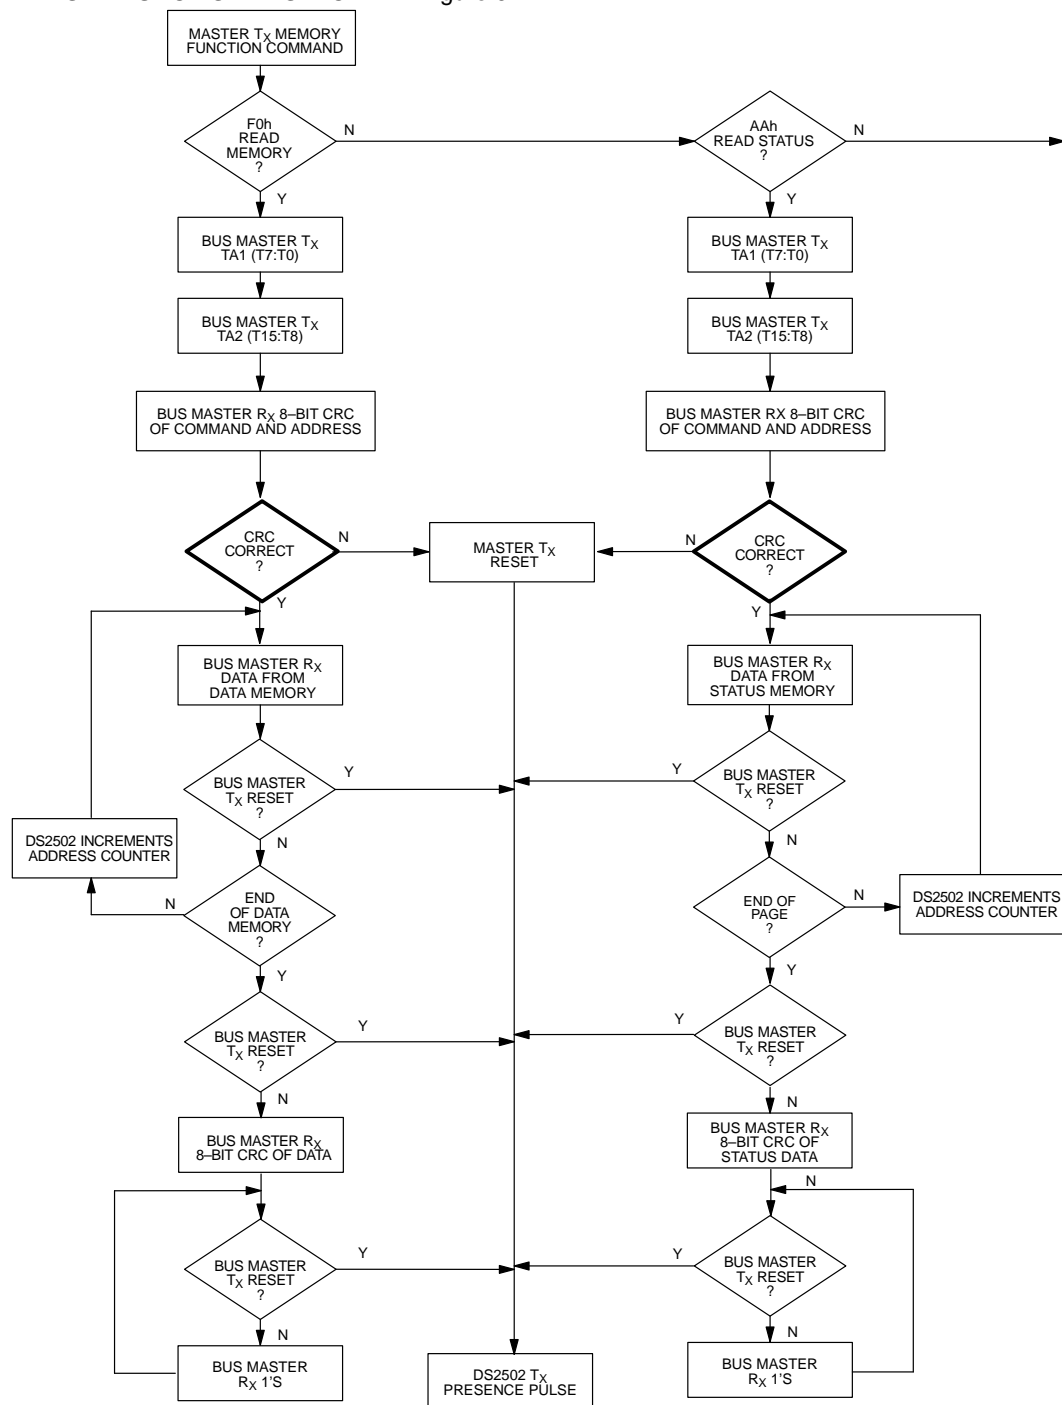 MASTER TX MEMORY
FUNCTION COMMAND
F0h
READ
MEMORY
?
N
Y
AAh
READ STATUS
?
N
Y
BUS MASTER TX
TA1 (T7:T0)
BUS MASTER TX
TA1 (T7:T0)
BUS MASTER TX
TA2 (T15:T8)
BUS MASTER TX
TA2 (T15:T8)
BUS MASTER RX 8–BIT CRC
OF COMMAND AND ADDRESS
BUS MASTER RX 8–BIT CRC
OF COMMAND AND ADDRESS
CRC
CORRECT
?
N
Y
MASTER TX
RESET
N
CRC
CORRECT
?
Y
BUS MASTER RX
DATA FROM
DATA MEMORY
BUS MASTER RX
DATA FROM
STATUS MEMORY
BUS MASTER
TX RESET
?
Y
N
Y
BUS MASTER
TX RESET
?
N
DS2502 INCREMENTS
ADDRESS COUNTER
N
END
OF DATA
MEMORY
?
Y
END OF
PAGE
?
N
Y
DS2502 INCREMENTS
ADDRESS COUNTER
BUS MASTER
TX RESET
?
Y
N
Y
BUS MASTER
TX RESET
?
N
BUS MASTER RX
8–BIT CRC OF DATA
BUS MASTER RX
8–BIT CRC OF
STATUS DATA
N
BUS MASTER
TX RESET
?
Y
N
Y
BUS MASTER
TX RESET
?
N
BUS MASTER
RX 1'S
DS2502 TX
PRESENCE PULSE
BUS MASTER
RX 1'S